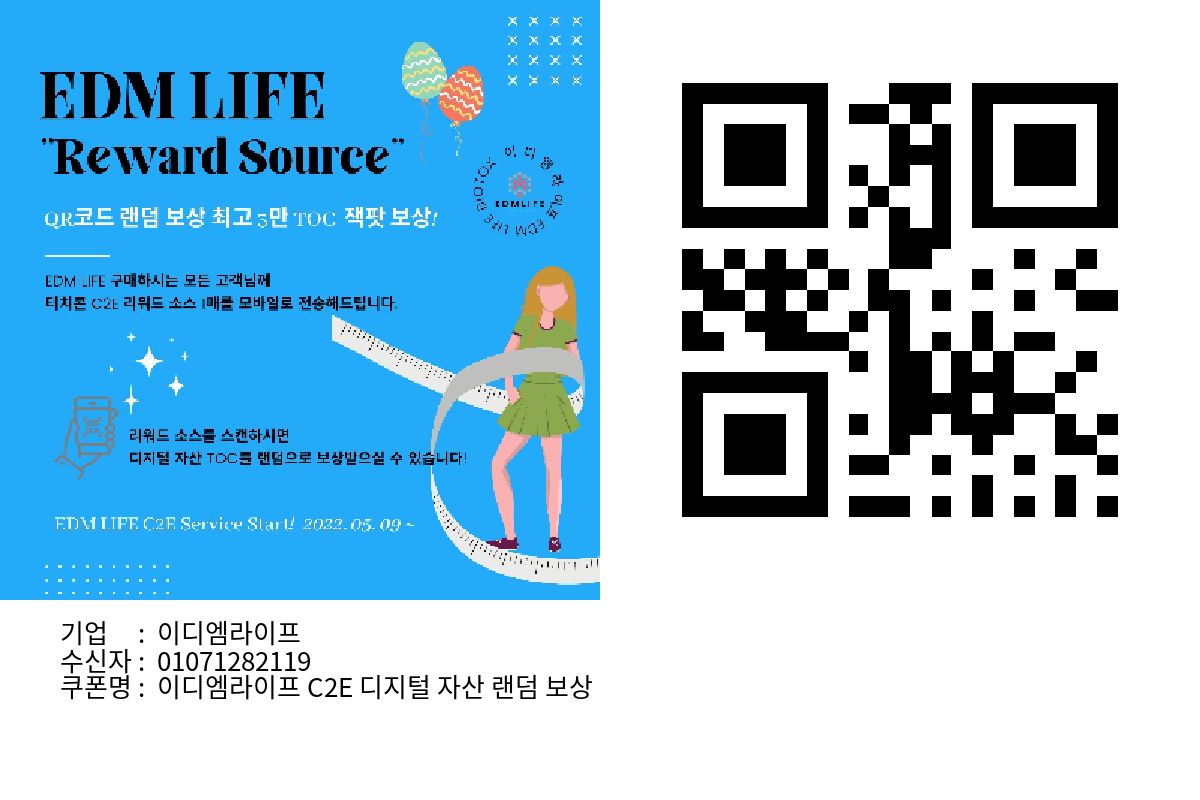 EDM LIFE
"Reward Source"
QR코드 랜덤 보상 최고 5만 TOC 잭팟 보상!
이디엠라이프 EDM LIFE PHOTOX
EDMLIFE
EDM LIFE 구매하시는 모든 고객님께
터치콘 C2E 리워드 소스 1매를 모바일로 전송해드립니다.
리워드 소스를 스캔하시면
디지털 자산 TOC를 랜덤으로 보상받으실 수 있습니다!
EDM LIFE C2E Service Start! 2022. 05. 09 ~
기업 : 이디엠라이프
수신자 : 01071282119
쿠폰명 : 이디엠라이프 C2E 디지털 자산 랜덤 보상